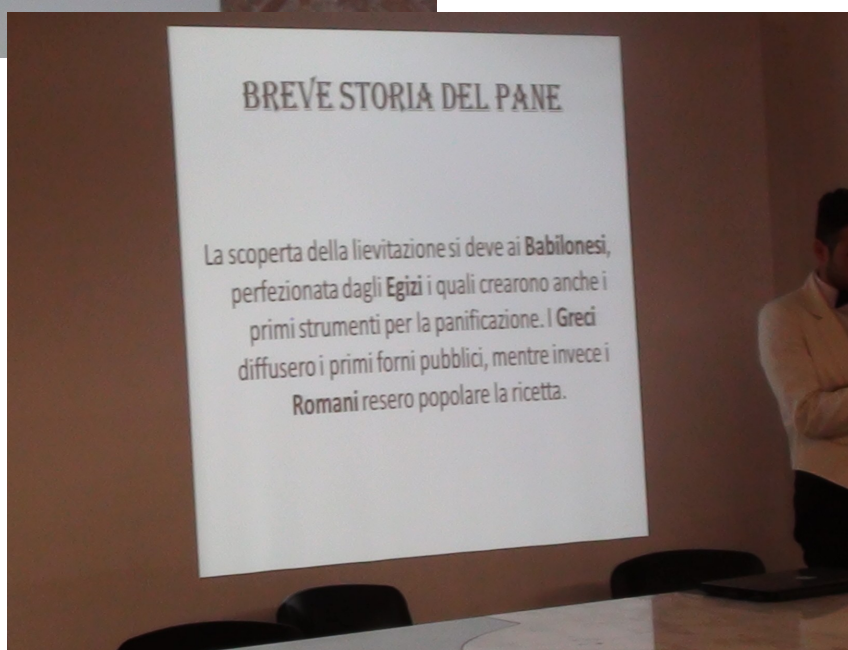 BREVE STORIA DEL PANE
La scoperta della lievitazione si deve ai Babilonesi,
perfezionata dagli Egizi i quali crearono anche i
primi strumenti per la panificazione. I Greci
diffusero i primi forni pubblici, mentre invece i
Romani resero popolare la ricetta.